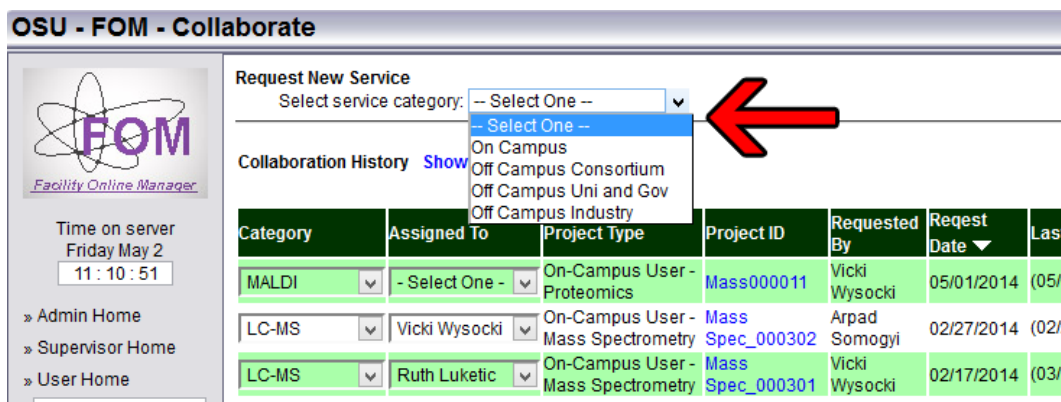 OSU - FOM - Collaborate
FOM
Facility Online Manager
Time on server
Friday May 2
11 : 10 : 51
» Admin Home
» Supervisor Home
» User Home
Request New Service
Select service category: -- Select One --
-- Select One --
On Campus
Off Campus Consortium
Off Campus Uni and Gov
Off Campus Industry
Collaboration History Show
Category Assigned To Project Type Project ID Requested By Reqest Date Las
MALDI - Select One - On-Campus User - Mass000011 Vicki 05/01/2014 (05/
Proteomics Wysocki
LC-MS Vicki Wysocki On-Campus User - Mass Arpad 02/27/2014 (02/
Mass Spectrometry Spec_000302 Somogyi
LC-MS Ruth Luketic On-Campus User - Mass Vicki 02/17/2014 (03/
Mass Spectrometry Spec_000301 Wysocki